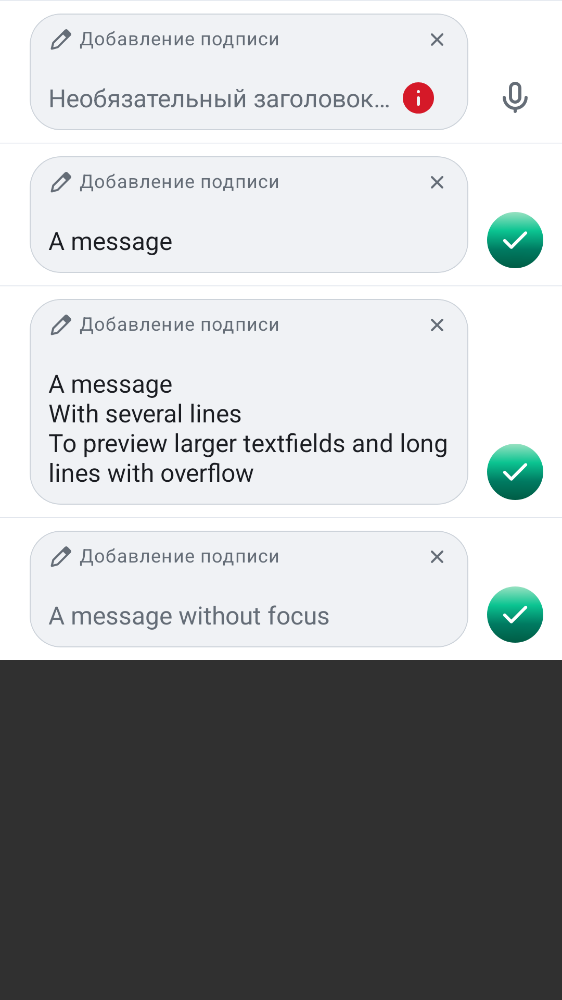 Добавление подписи
Необязательный заголовок…
Добавление подписи
A message
Добавление подписи
A message
With several lines
To preview larger textfields and long
lines with overflow
Добавление подписи
A message without focus